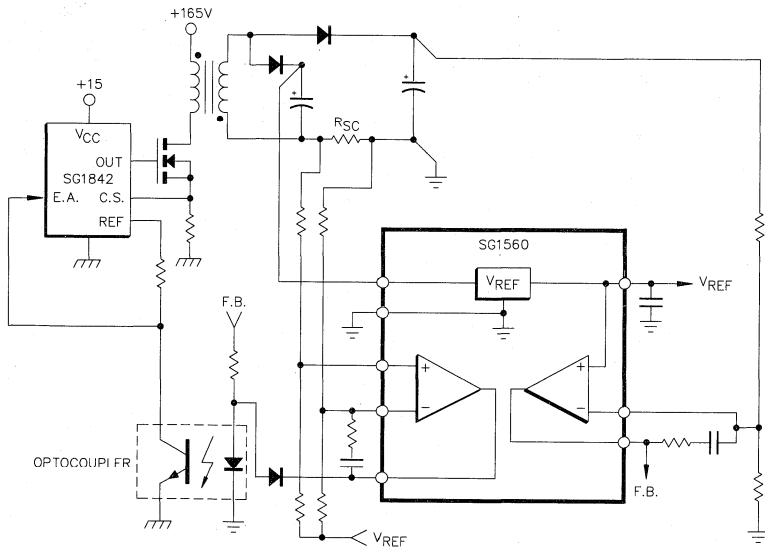 +165V
+15
VCC
OUT
SG1842
E.A.
C.S.
REF
RSC
+
+
SG1560
VREF
VREF
F.B.
+
−
+
−
OPTOCOUPLER
F.B.
VREF